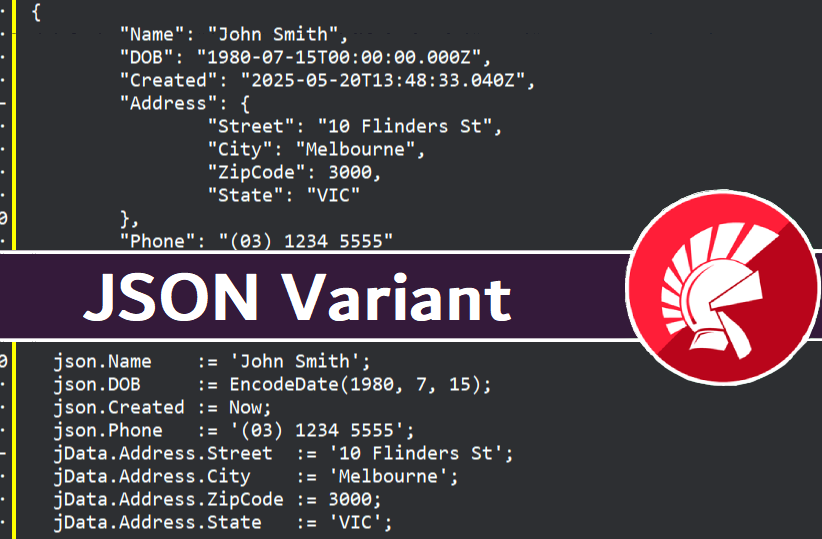 {
"Name": "John Smith",
"DOB": "1980-07-15T00:00:00.000Z",
"Created": "2025-05-20T13:48:33.040Z",
"Address": {
"Street": "10 Flinders St",
"City": "Melbourne",
"ZipCode": 3000,
"State": "VIC"
},
"Phone": "(03) 1234 5555"
JSON Variant
json.Name    := 'John Smith';
json.DOB     := EncodeDate(1980, 7, 15);
json.Created := Now;
json.Phone   := '(03) 1234 5555';
jData.Address.Street  := '10 Flinders St';
jData.Address.City    := 'Melbourne';
jData.Address.ZipCode := 3000;
jData.Address.State   := 'VIC';